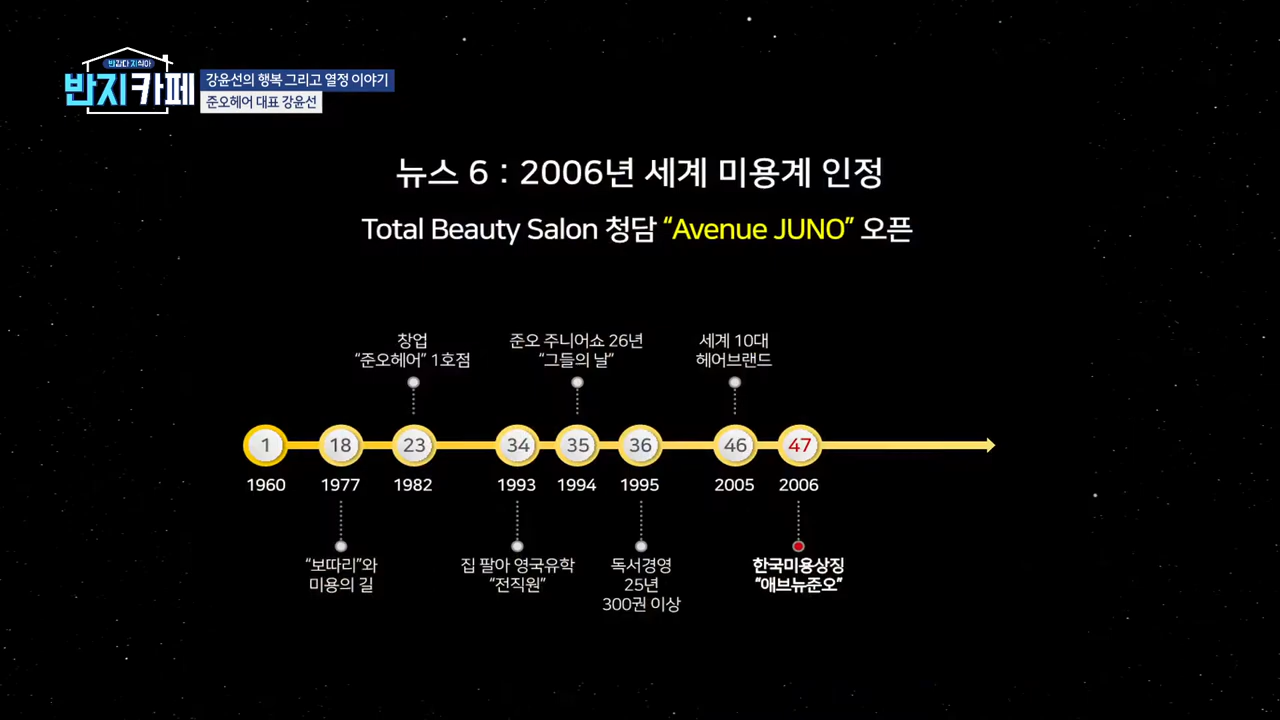 반갑다 지식아
반지카페
강윤선의 행복 그리고 열정 이야기
준오헤어 대표 강윤선
뉴스 6 : 2006년 세계 미용계 인정
Total Beauty Salon 청담 “Avenue JUNO” 오픈
창업
“준오헤어” 1호점
준오 주니어쇼 26년
“그들의 날”
세계 10대
헤어브랜드
1 18 23 34 35 36 46 47
1960 1977 1982 1993 1994 1995 2005 2006
“보따리”와
미용의 길
집 팔아 영국유학
“전직원”
독서경영
25년
300권 이상
한국미용상징
“애브뉴준오”